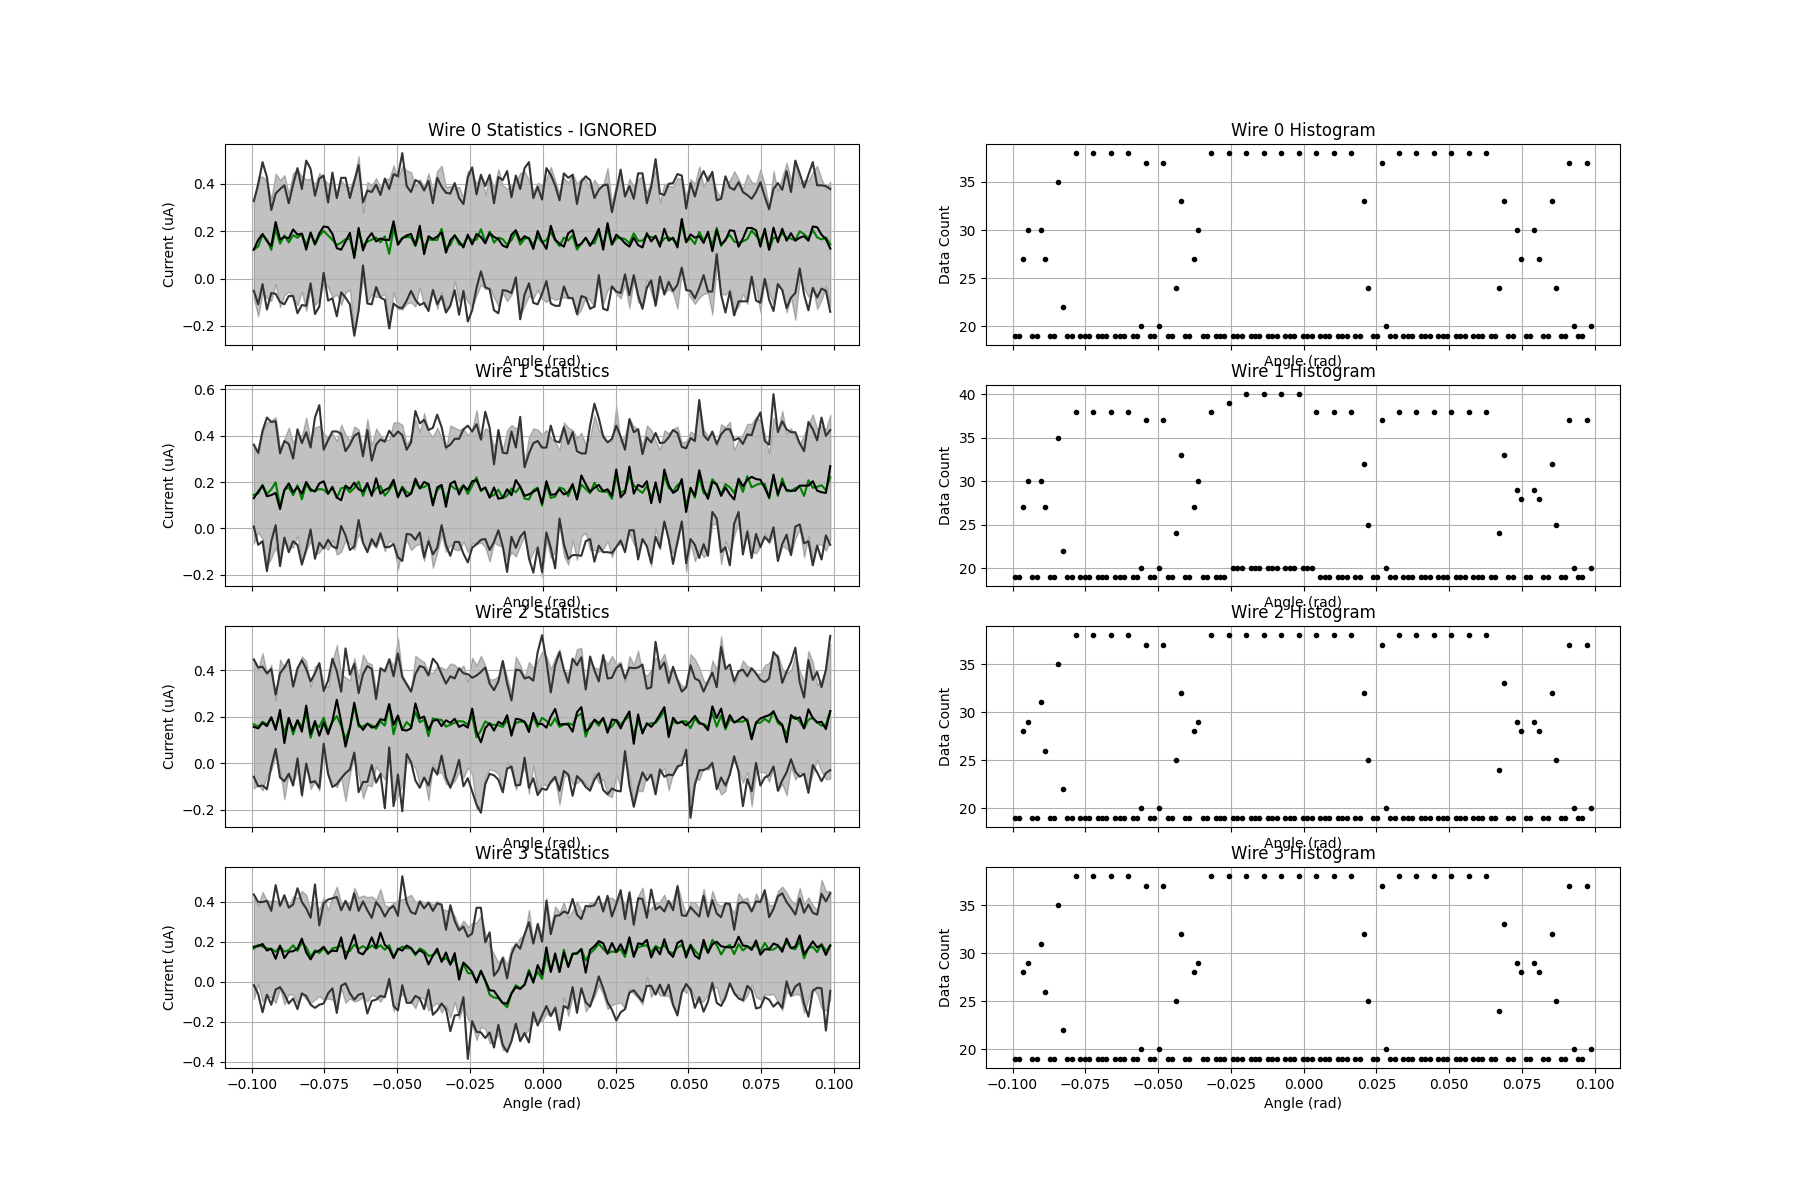 Wire 0 Statistics - IGNORED
Current (uA)
0.4
0.2
0.0
−0.2
Angle (rad)
Wire 0 Histogram
Data Count
35
30
25
20
Angle (rad)
Wire 1 Statistics
Current (uA)
0.6
0.4
0.2
0.0
−0.2
Angle (rad)
Wire 1 Histogram
Data Count
40
35
30
25
20
Angle (rad)
Wire 2 Statistics
Current (uA)
0.4
0.2
0.0
−0.2
Angle (rad)
Wire 2 Histogram
Data Count
35
30
25
20
Angle (rad)
Wire 3 Statistics
Current (uA)
0.4
0.2
0.0
−0.2
−0.4
−0.100 −0.075 −0.050 −0.025 0.000 0.025 0.050 0.075 0.100
Angle (rad)
Wire 3 Histogram
Data Count
35
30
25
20
−0.100 −0.075 −0.050 −0.025 0.000 0.025 0.050 0.075 0.100
Angle (rad)